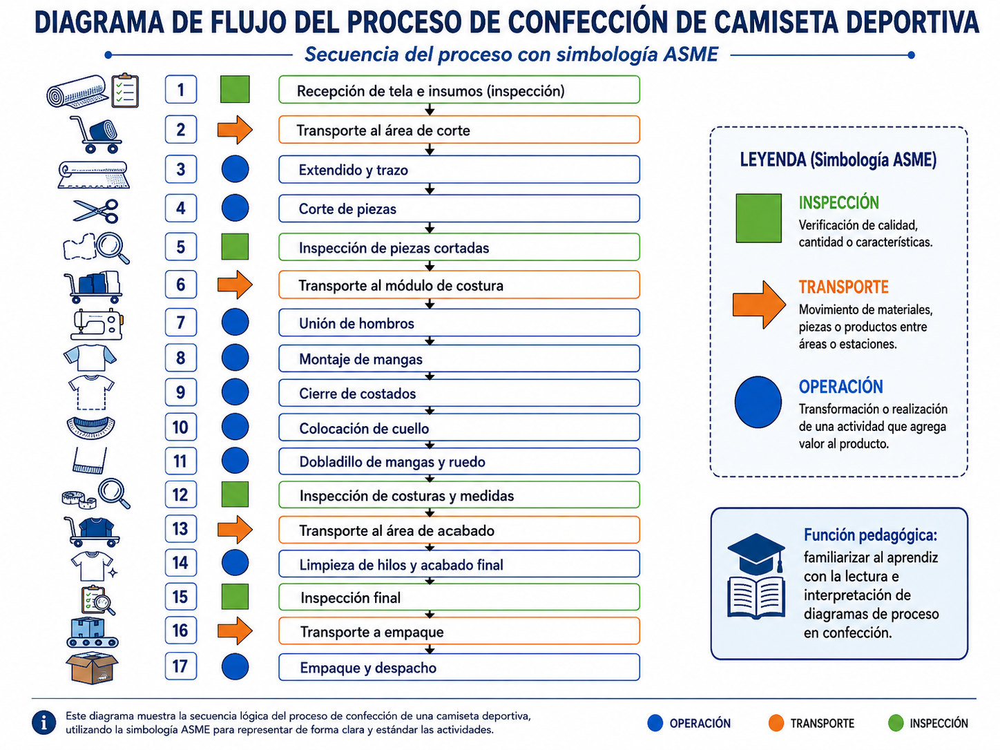 DIAGRAMA DE FLUJO DEL PROCESO DE CONFECCIÓN DE CAMISETA DEPORTIVA
Secuencia del proceso con simbología ASME
1 Recepción de tela e insumos (inspección)
2 Transporte al área de corte
3 Extendido y trazo
4 Corte de piezas
5 Inspección de piezas cortadas
6 Transporte al módulo de costura
7 Unión de hombros
8 Montaje de mangas
9 Cierre de costados
10 Colocación de cuello
11 Dobladillo de mangas y ruedo
12 Inspección de costuras y medidas
13 Transporte al área de acabado
14 Limpieza de hilos y acabado final
15 Inspección final
16 Transporte a empaque
17 Empaque y despacho
LEYENDA (Simbología ASME)
INSPECCIÓN
Verificación de calidad,
cantidad o características.
TRANSPORTE
Movimiento de materiales,
piezas o productos entre
áreas o estaciones.
OPERACIÓN
Transformación o realización
de una actividad que agrega
valor al producto.
Función pedagógica:
familiarizar al aprendiz
con la lectura e
interpretación de
diagramas de proceso
en confección.
i
Este diagrama muestra la secuencia lógica del proceso de confección de una camiseta deportiva,
utilizando la simbología ASME para representar de forma clara y estándar las actividades.
OPERACIÓN TRANSPORTE INSPECCIÓN